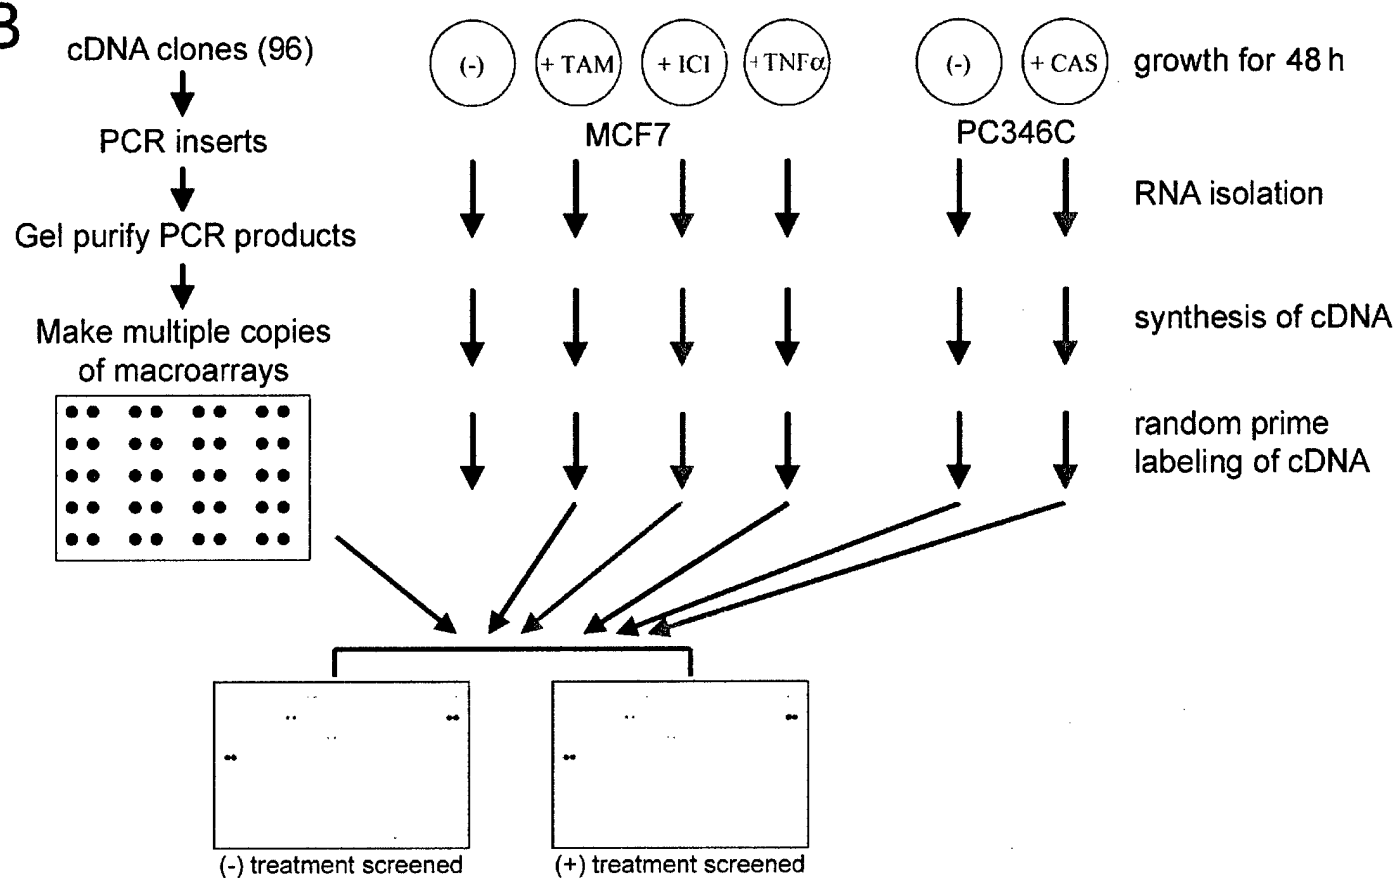 B
cDNA clones (96)
PCR inserts
Gel purify PCR products
Make multiple copies
of macroarrays
(-)
+ TAM
+ ICI
+TNFα
(-)
+ CAS
growth for 48 h
MCF7
PC346C
RNA isolation
synthesis of cDNA
random prime
labeling of cDNA
(-) treatment screened
(+) treatment screened